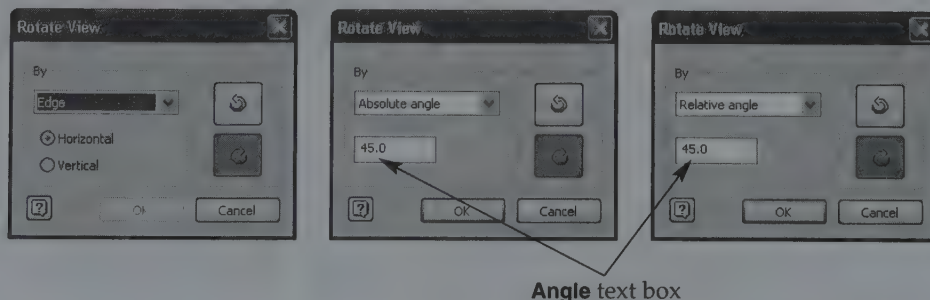 Rotate View
By
Edge
Horizontal
Vertical
Ok
Cancel
Rotate View
By
Absolute angle
45.0
OK
Cancel
Rotate View
By
Relative angle
45.0
OK
Cancel
Angle text box